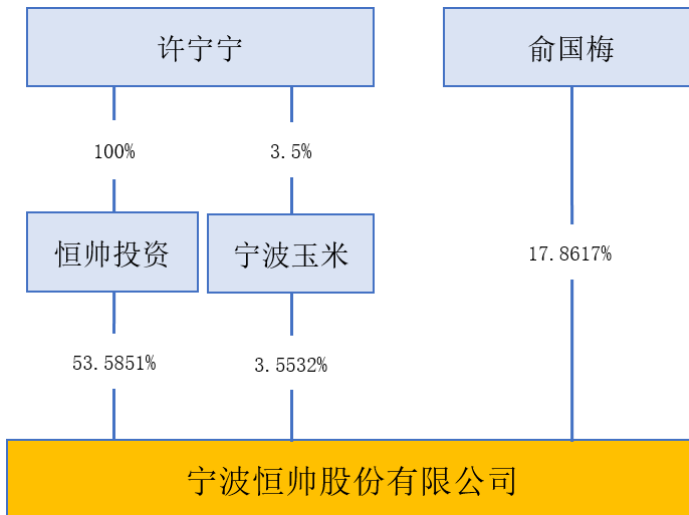 许宁宁
俞国梅
100%
3.5%
恒帅投资
宁波玉米
17.8617%
53.5851%
3.5532%
宁波恒帅股份有限公司